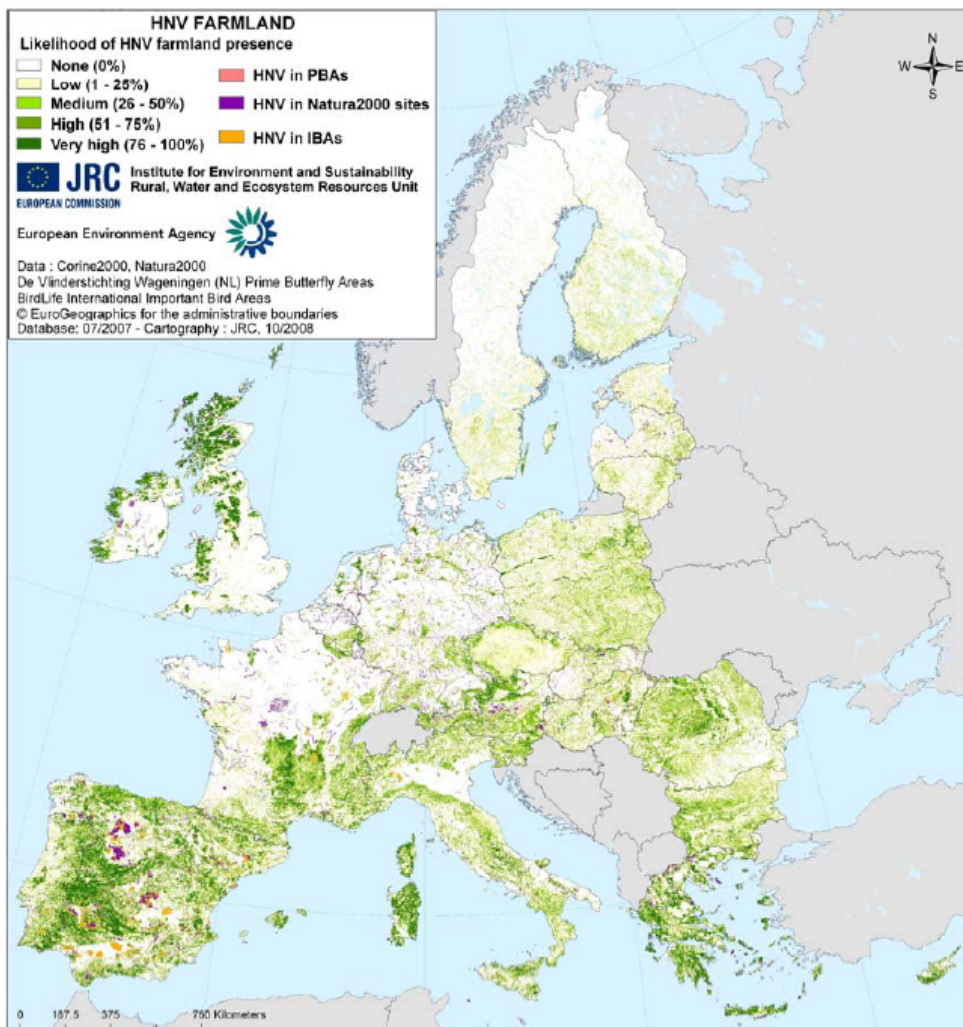 HNV FARMLAND
Likelihood of HNV farmland presence
None (0%)
Low (1 - 25%)
Medium (26 - 50%)
High (51 - 75%)
Very high (76 - 100%)
HNV in PBAs
HNV in Natura2000 sites
HNV in IBAs
JRC
EUROPEAN COMMISSION
Institute for Environment and Sustainability
Rural, Water and Ecosystem Resources Unit
European Environment Agency
Data : Corine2000, Natura2000
De Vlinderstichting Wageningen (NL) Prime Butterfly Areas
BirdLife International Important Bird Areas
© EuroGeographics for the administrative boundaries
Database: 07/2007 - Cartography : JRC, 10/2008
N
W E
S
0 187.5 375 750 Kilometers